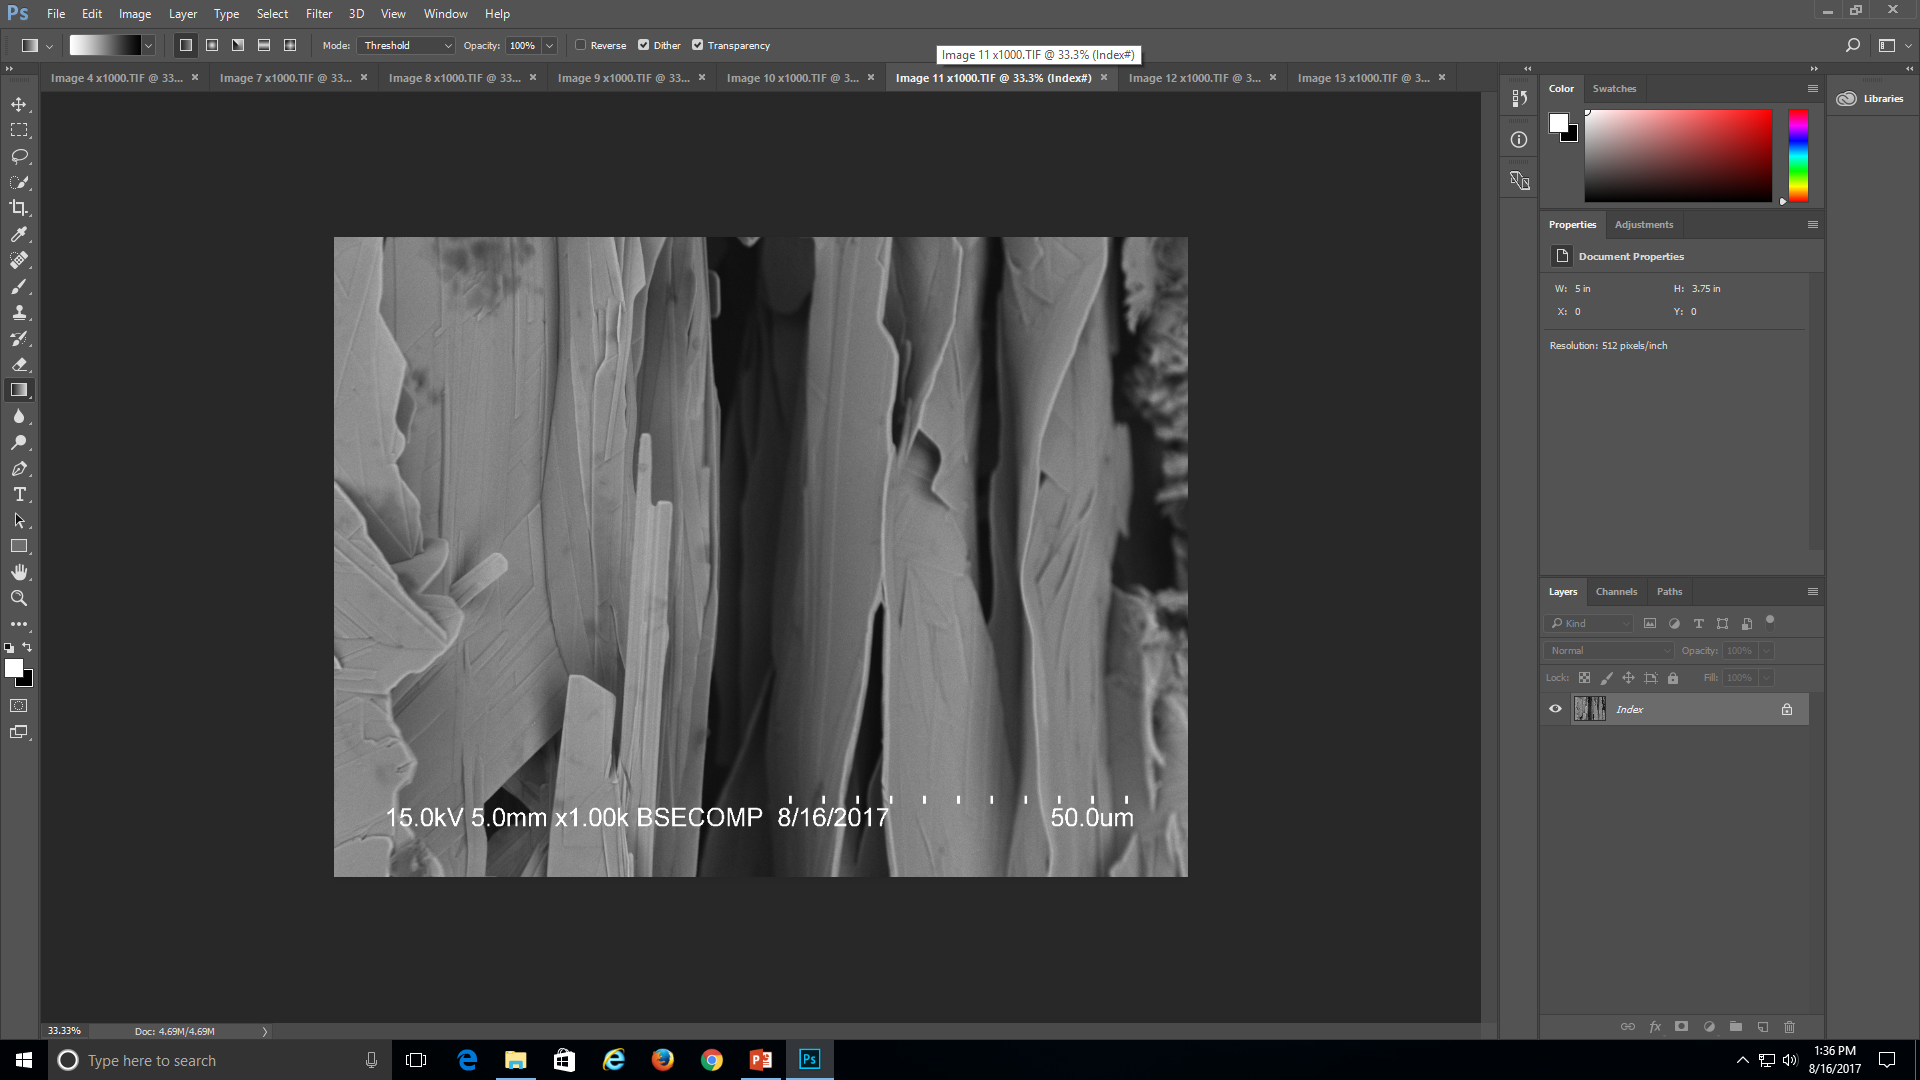 Ps File Edit Image Layer Type Select Filter 3D View Window Help
Mode: Threshold Opacity: 100% Reverse Dither Transparency
Image 11 x1000.TIF @ 33.3% (Index#)
Image 4 x1000.TIF @ 33... × Image 7 x1000.TIF @ 33... × Image 8 x1000.TIF @ 33... × Image 9 x1000.TIF @ 33... × Image 10 x1000.TIF @ 3... × Image 11 x1000.TIF @ 33.3% (Index#) × Image 12 x1000.TIF @ 3... × Image 13 x1000.TIF @ 3... ×
Color Swatches
Libraries
Properties Adjustments
Document Properties
W: 5 in H: 3.75 in
X: 0 Y: 0
Resolution: 512 pixels/inch
Layers Channels Paths
Kind
Normal Opacity: 100%
Lock: Fill: 100%
Index
fx
15.0kV 5.0mm x1.00k BSECOMP 8/16/2017 50.0um
33.33% Doc: 4.69M/4.69M
Type here to search
Ps
1:36 PM
8/16/2017